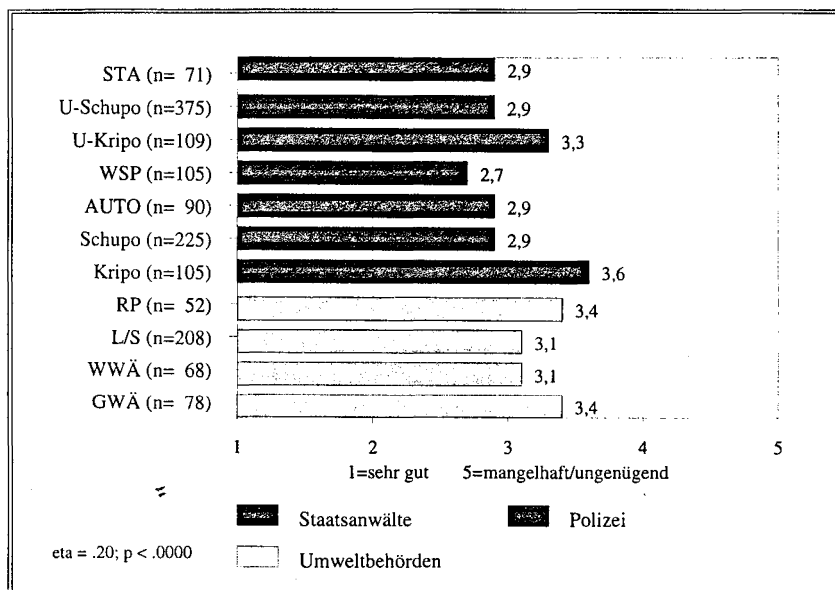 STA (n= 71) 2,9
U-Schupo (n=375) 2,9
U-Kripo (n=109) 3,3
WSP (n=105) 2,7
AUTO (n= 90) 2,9
Schupo (n=225) 2,9
Kripo (n=105) 3,6
RP (n= 52) 3,4
L/S (n=208) 3,1
WWÄ (n= 68) 3,1
GWÄ (n= 78) 3,4
1 2 3 4 5
1=sehr gut 5=mangelhaft/ungenügend
Staatsanwälte Polizei
eta = .20; p < .0000 Umweltbehörden